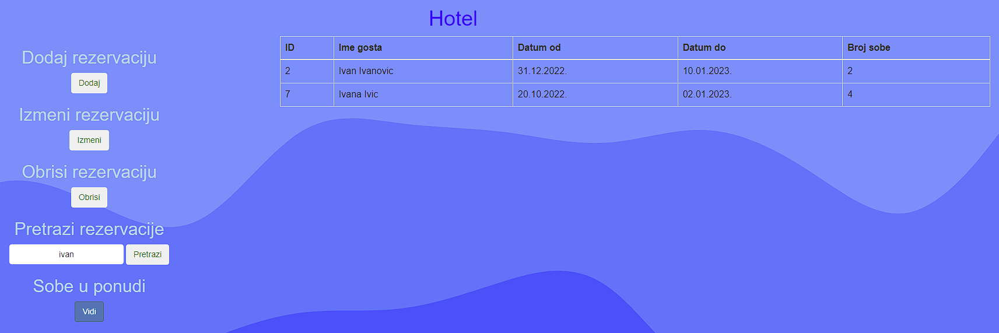 Hotel
Dodaj rezervaciju
Dodaj
Izmeni rezervaciju
Izmeni
Obrisi rezervaciju
Obrisi
Pretrazi rezervacije
ivan Pretrazi
Sobe u ponudi
Vidi
ID Ime gosta Datum od Datum do Broj sobe
2 Ivan Ivanovic 31.12.2022. 10.01.2023. 2
7 Ivana Ivic 20.10.2022. 02.01.2023. 4